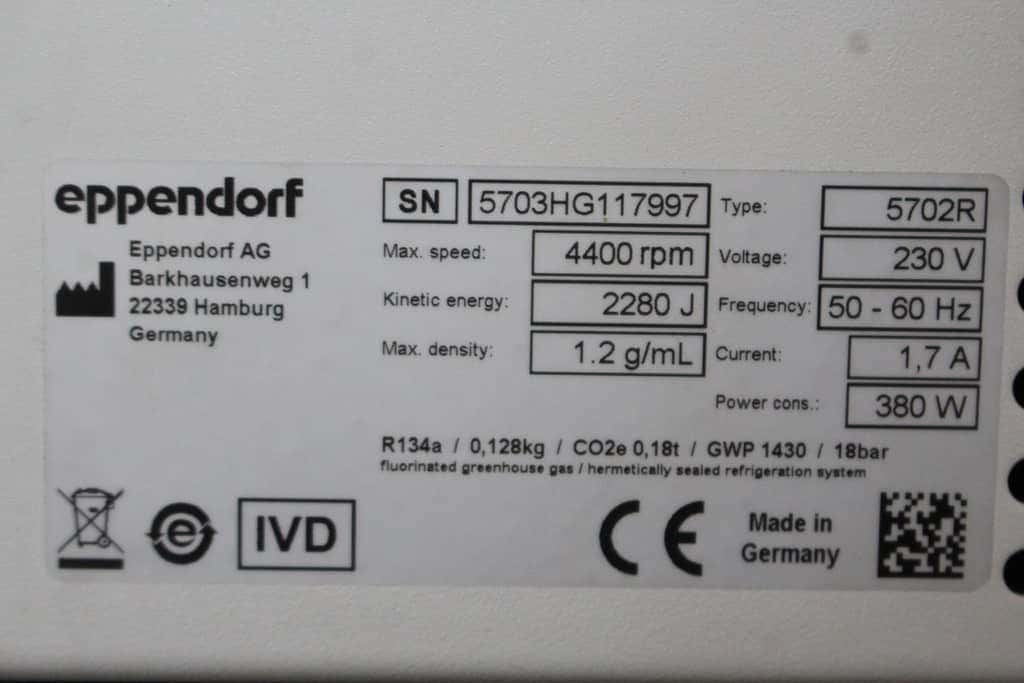 eppendorf
Eppendorf AG
Barkhausenweg 1
22339 Hamburg
Germany
SN 5703HG117997 Type: 5702R
Max. speed: 4400 rpm Voltage: 230 V
Kinetic energy: 2280 J Frequency: 50 - 60 Hz
Max. density: 1.2 g/mL Current: 1,7 A
Power cons.: 380 W
R134a / 0,128kg / CO2e 0,18t / GWP 1430 / 18bar
fluorinated greenhouse gas / hermetically sealed refrigeration system
e IVD CE Made in
Germany